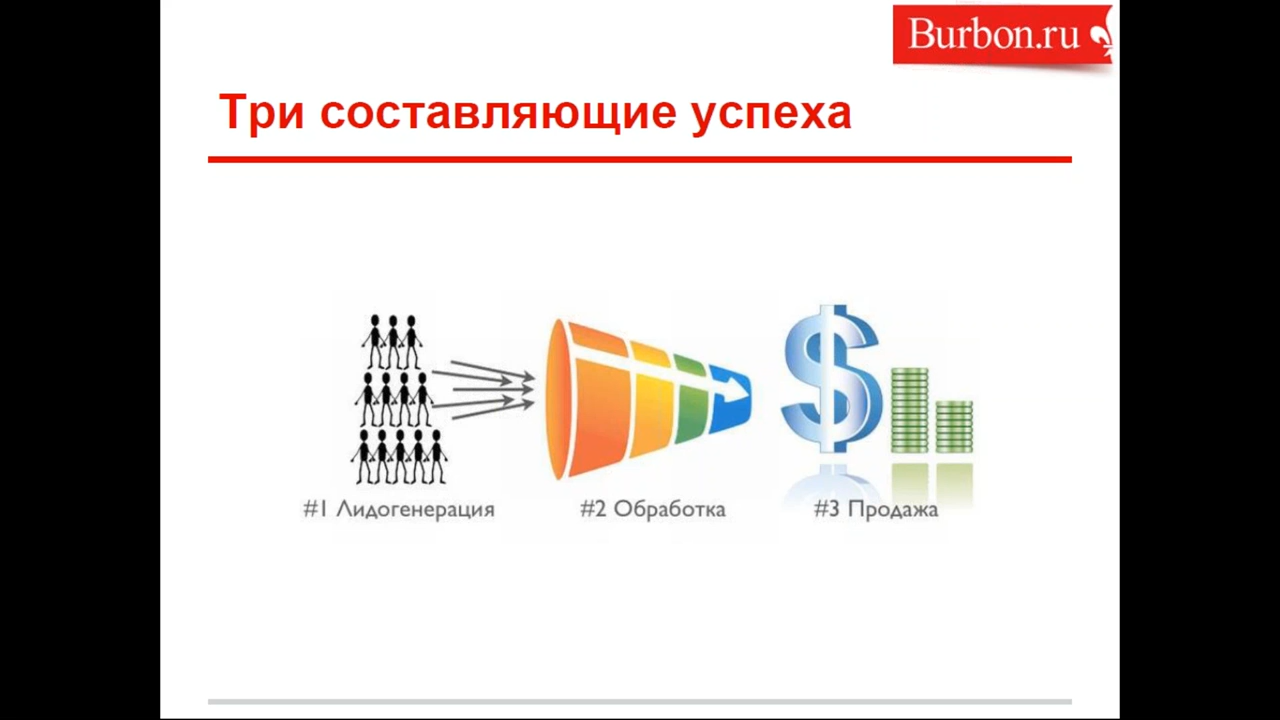 Burbon.ru
Три составляющие успеха
#1 Лидогенерация
#2 Обработка
#3 Продажа